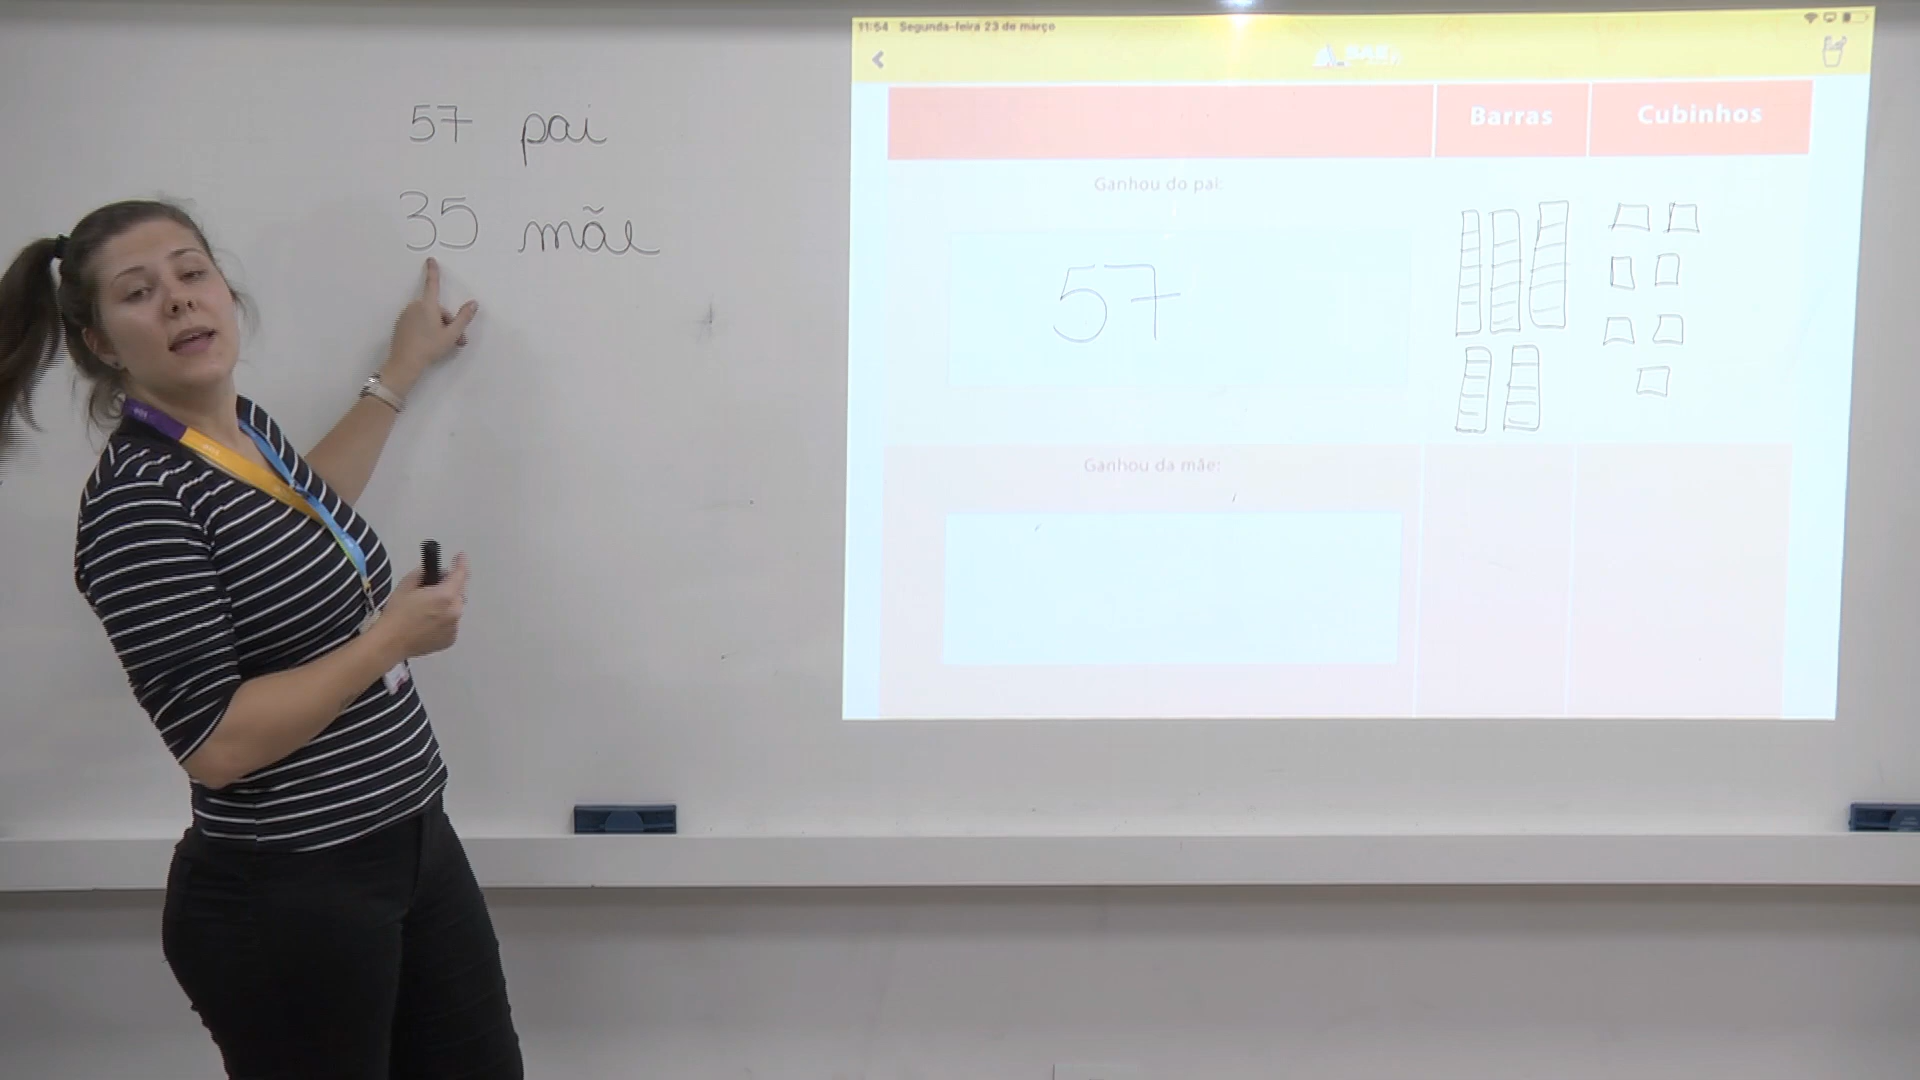 57 pai
35 mãe
11:54 Segunda-feira 23 de março
Barras Cubinhos
Ganhou do pai:
57
Ganhou da mãe: